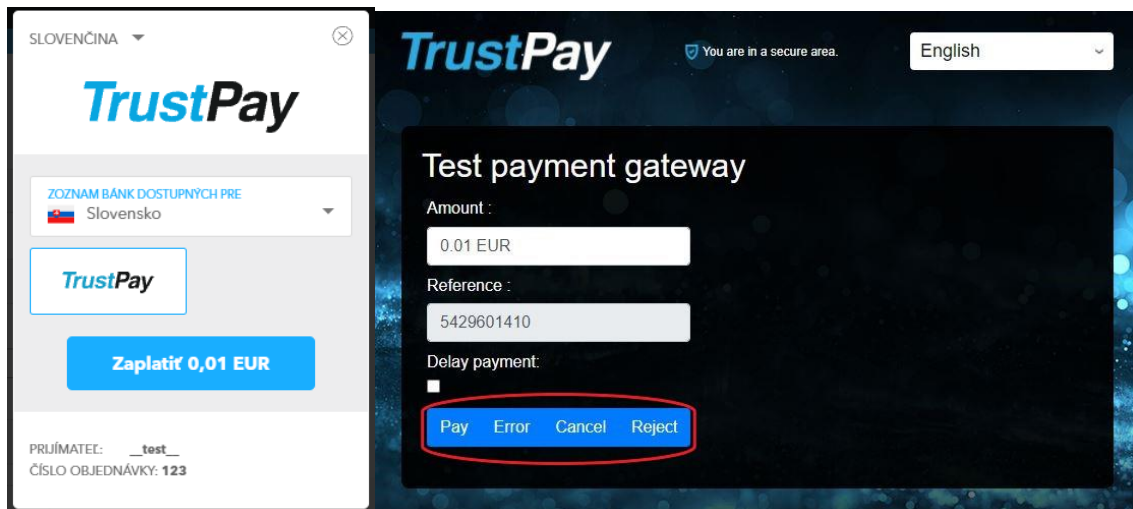 SLOVENČINA
TrustPay
ZOZNAM BÁNK DOSTUPNÝCH PRE
Slovensko
TrustPay
Zaplatiť 0,01 EUR
PRIJÍMATEĽ: __test__
ČÍSLO OBJEDNÁVKY: 123
TrustPay
You are in a secure area.
English
Test payment gateway
Amount :
0.01 EUR
Reference :
5429601410
Delay payment:
Pay Error Cancel Reject